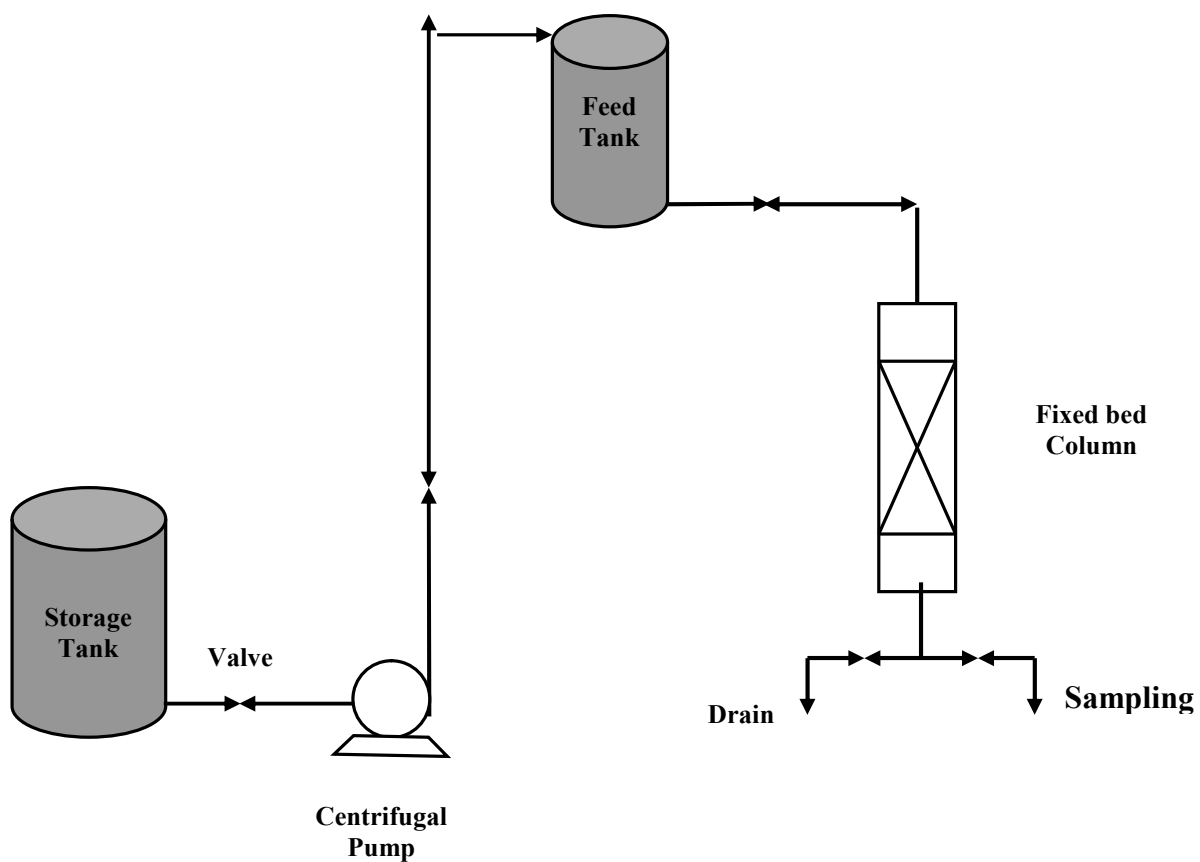 Feed
Tank
Fixed bed
Column
Storage
Tank
Valve
Drain
Sampling
Centrifugal
Pump